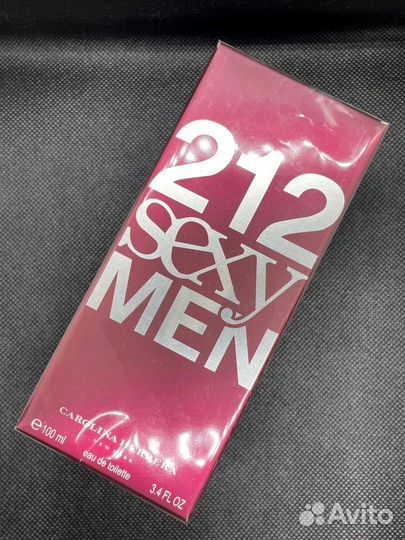 212
sexy
MEN
CAROLINA HERRERA
NEW YORK
℮100 ml
eau de toilette
3.4 FL OZ
Avito